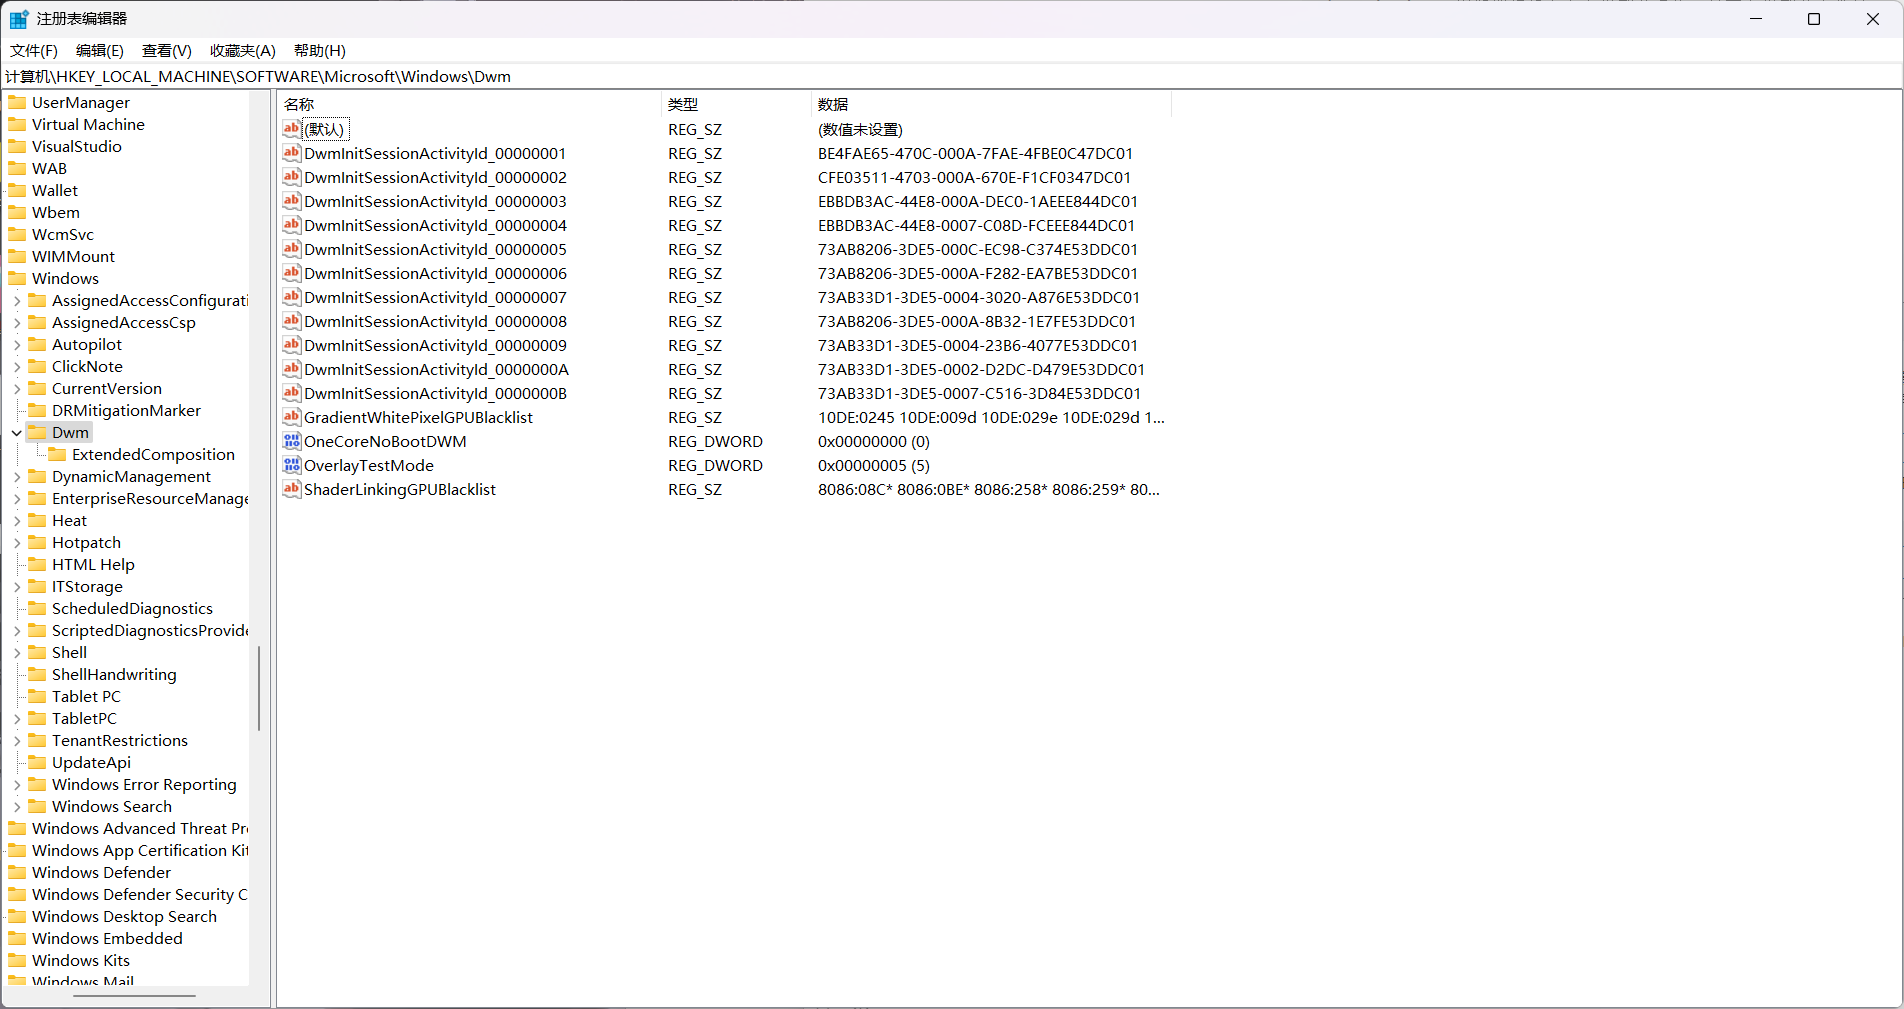 注册表编辑器
文件(F) 编辑(E) 查看(V) 收藏夹(A) 帮助(H)
计算机\HKEY_LOCAL_MACHINE\SOFTWARE\Microsoft\Windows\Dwm
UserManager
Virtual Machine
VisualStudio
WAB
Wallet
Wbem
WcmSvc
WIMMount
Windows
AssignedAccessConfigurati
AssignedAccessCsp
Autopilot
ClickNote
CurrentVersion
DRMitigationMarker
Dwm
ExtendedComposition
DynamicManagement
EnterpriseResourceManage
Heat
Hotpatch
HTML Help
ITStorage
ScheduledDiagnostics
ScriptedDiagnosticsProvide
Shell
ShellHandwriting
Tablet PC
TabletPC
TenantRestrictions
UpdateApi
Windows Error Reporting
Windows Search
Windows Advanced Threat Pr
Windows App Certification Kit
Windows Defender
Windows Defender Security C
Windows Desktop Search
Windows Embedded
Windows Kits
Windows Mail
名称 类型 数据
(默认) REG_SZ (数值未设置)
DwmInitSessionActivityId_00000001 REG_SZ BE4FAE65-470C-000A-7FAE-4FBE0C47DC01
DwmInitSessionActivityId_00000002 REG_SZ CFE03511-4703-000A-670E-F1CF0347DC01
DwmInitSessionActivityId_00000003 REG_SZ EBBDB3AC-44E8-000A-DEC0-1AEEE844DC01
DwmInitSessionActivityId_00000004 REG_SZ EBBDB3AC-44E8-0007-C08D-FCEEE844DC01
DwmInitSessionActivityId_00000005 REG_SZ 73AB8206-3DE5-000C-EC98-C374E53DDC01
DwmInitSessionActivityId_00000006 REG_SZ 73AB8206-3DE5-000A-F282-EA7BE53DDC01
DwmInitSessionActivityId_00000007 REG_SZ 73AB33D1-3DE5-0004-3020-A876E53DDC01
DwmInitSessionActivityId_00000008 REG_SZ 73AB8206-3DE5-000A-8B32-1E7FE53DDC01
DwmInitSessionActivityId_00000009 REG_SZ 73AB33D1-3DE5-0004-23B6-4077E53DDC01
DwmInitSessionActivityId_0000000A REG_SZ 73AB33D1-3DE5-0002-D2DC-D479E53DDC01
DwmInitSessionActivityId_0000000B REG_SZ 73AB33D1-3DE5-0007-C516-3D84E53DDC01
GradientWhitePixelGPUBlacklist REG_SZ 10DE:0245 10DE:009d 10DE:029e 10DE:029d 1...
OneCoreNoBootDWM REG_DWORD 0x00000000 (0)
OverlayTestMode REG_DWORD 0x00000005 (5)
ShaderLinkingGPUBlacklist REG_SZ 8086:08C* 8086:0BE* 8086:258* 8086:259* 80...